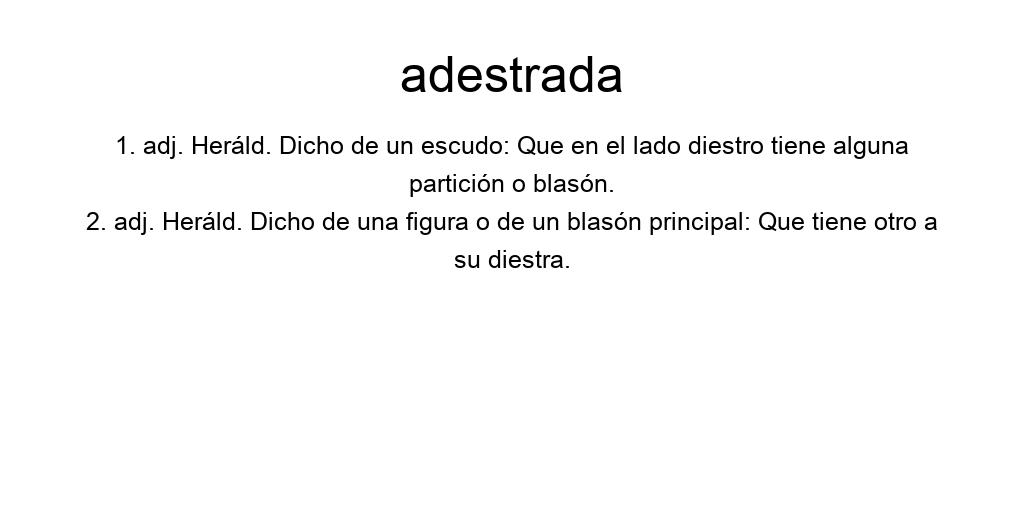 adestrada
1. adj. Heráld. Dicho de un escudo: Que en el lado diestro tiene alguna
partición o blasón.
2. adj. Heráld. Dicho de una figura o de un blasón principal: Que tiene otro a
su diestra.